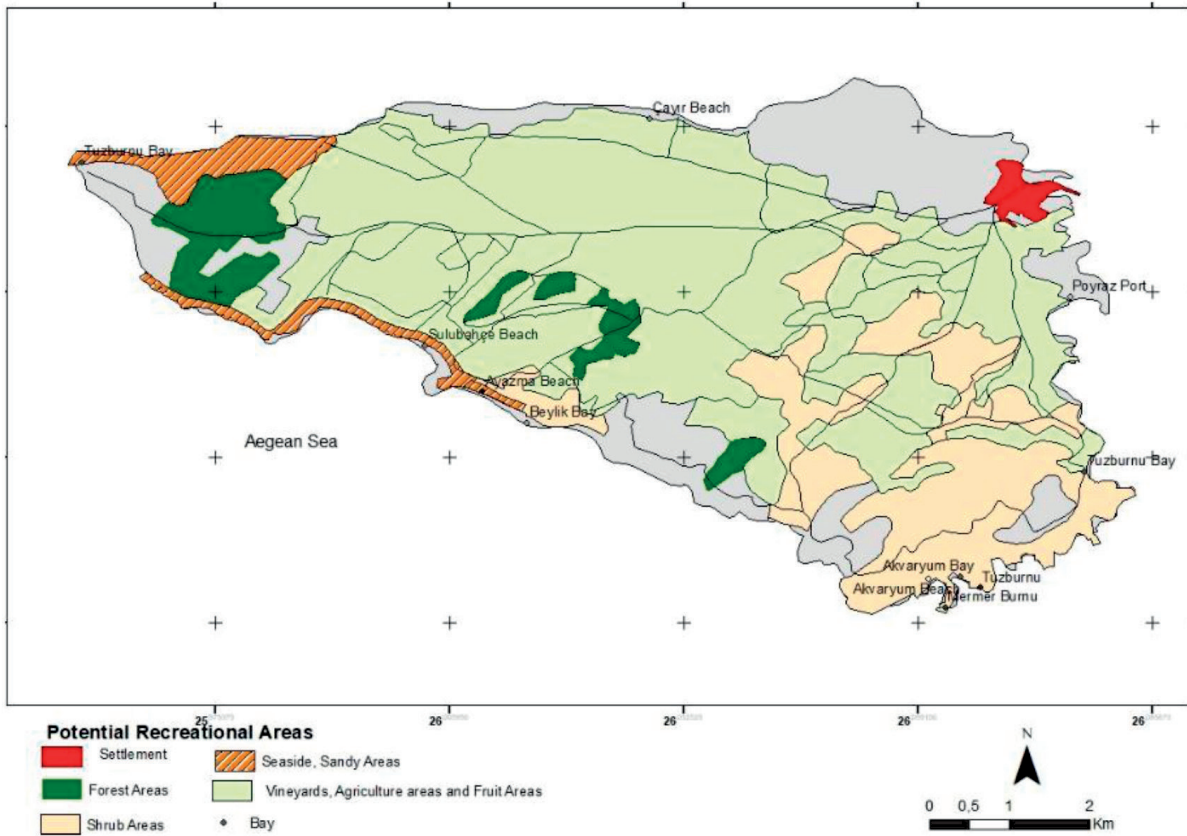 Çayır Beach
Tuzburnu Bay
Poyraz Port
Sulubahçe Beach
Ayazma Beach
Beylik Bay
Aegean Sea
Tuzburnu Bay
Akvaryum Bay
Tuzburnu
Akvaryum Beach
Mermer Burnu
25
26
26
26
26
Potential Recreational Areas
Settlement
Seaside, Sandy Areas
Forest Areas
Vineyards, Agriculture areas and Fruit Areas
Shrub Areas
Bay
N
0 0,5 1 2
Km